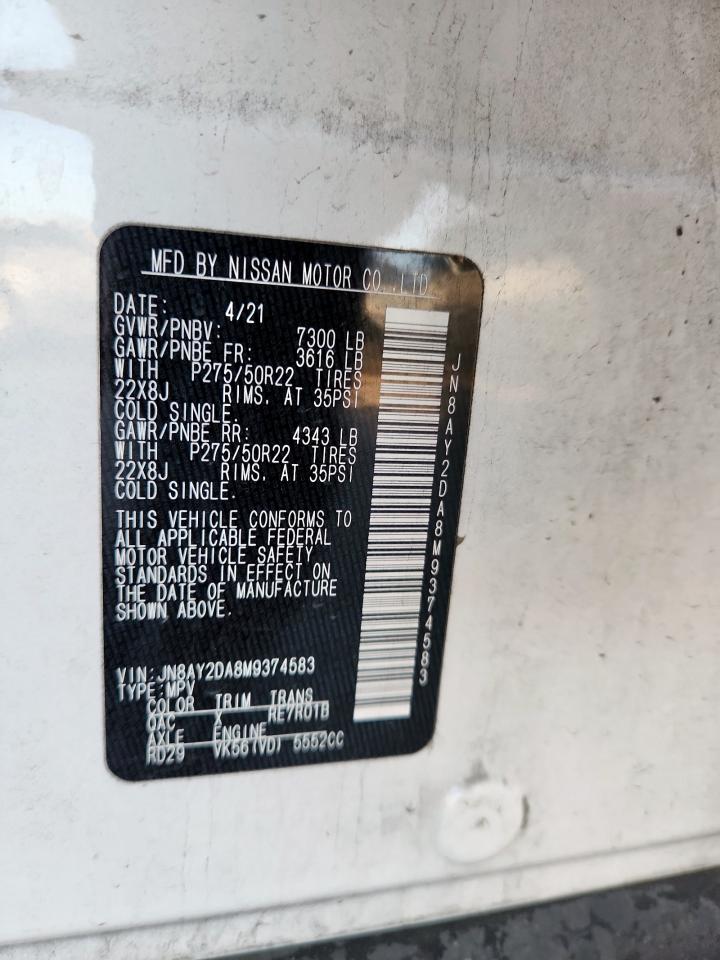 MFD BY NISSAN MOTOR CO.,LTD.
DATE: 4/21
GVWR/PNBV: 7300 LB
GAWR/PNBE FR: 3616 LB
WITH P275/50R22 TIRES
22X8J RIMS. AT 35PSI
COLD SINGLE.
GAWR/PNBE RR: 4343 LB
WITH P275/50R22 TIRES
22X8J RIMS. AT 35PSI
COLD SINGLE.
THIS VEHICLE CONFORMS TO
ALL APPLICABLE FEDERAL
MOTOR VEHICLE SAFETY
STANDARDS IN EFFECT ON
THE DATE OF MANUFACTURE
SHOWN ABOVE.
VIN:JN8AY2DA8M9374583
TYPE:MPV
COLOR TRIM TRANS
QAC X RE7R01B
AXLE ENGINE
RD29 VK56(VD) 5552CC
JN8AY2DA8M9374583